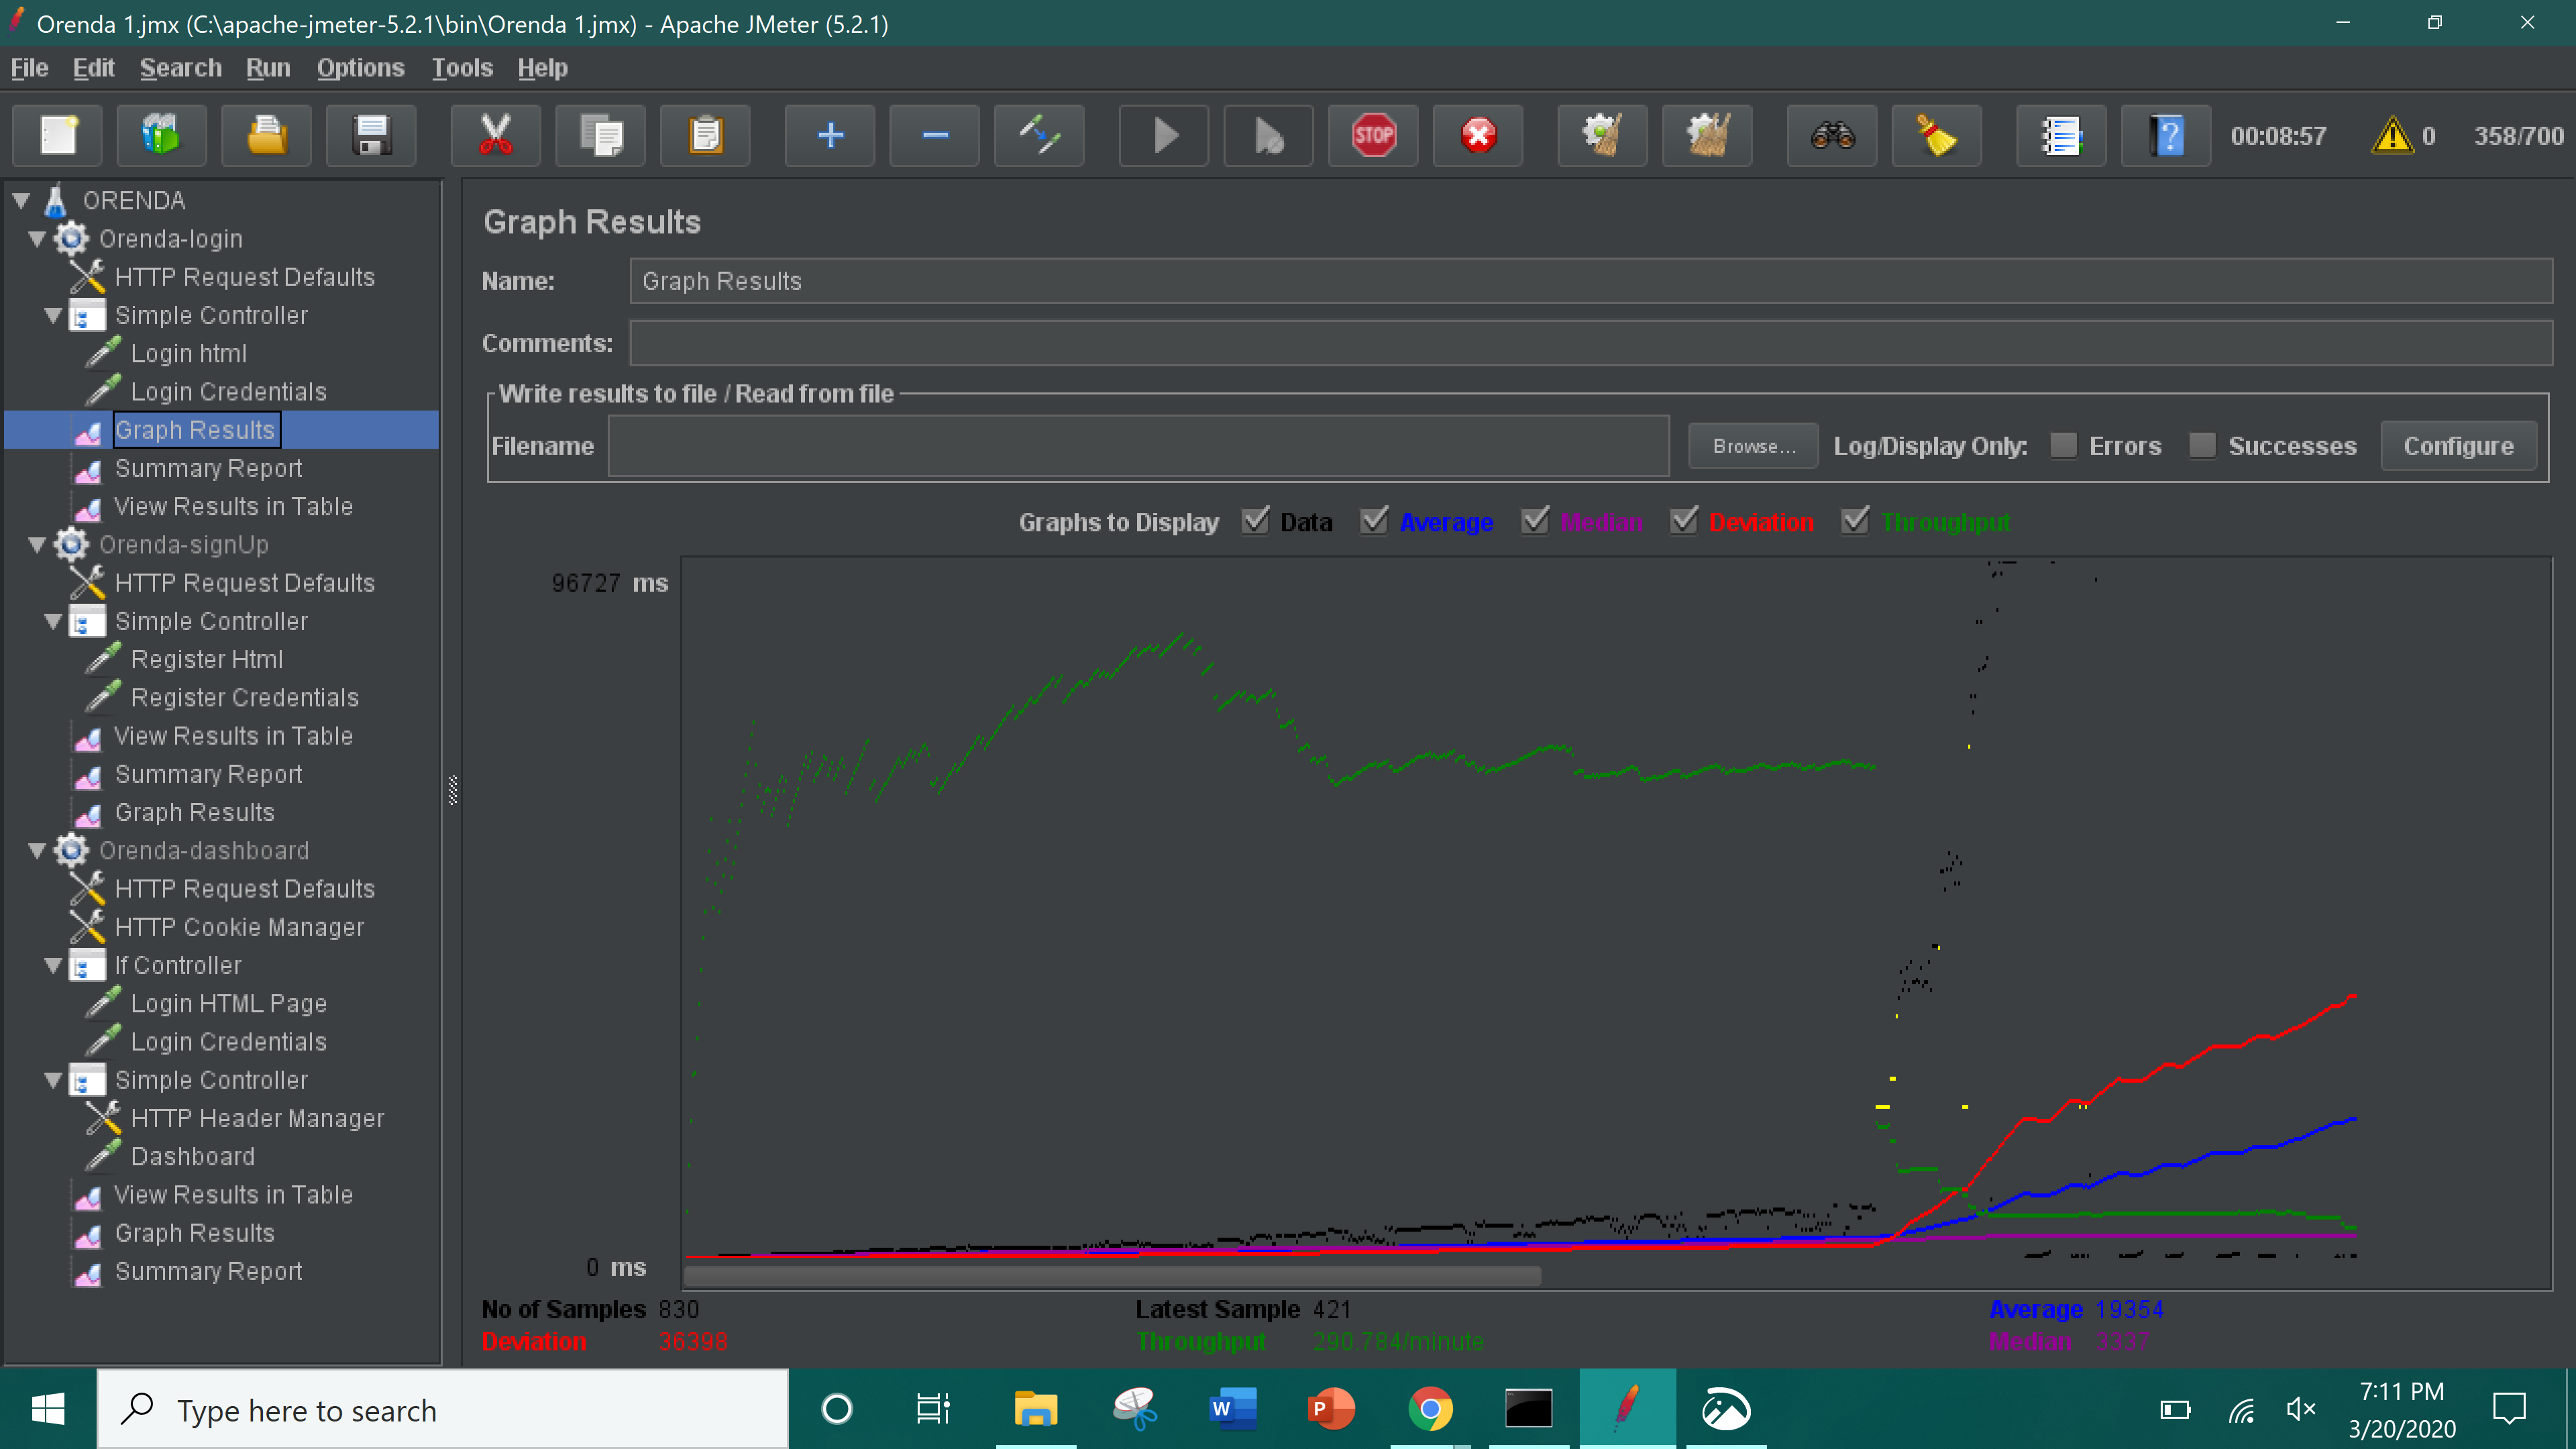 Orenda 1.jmx (C:\apache-jmeter-5.2.1\bin\Orenda 1.jmx) - Apache JMeter (5.2.1)
File Edit Search Run Options Tools Help
STOP 00:08:57 0 358/700
ORENDA
Orenda-login
HTTP Request Defaults
Simple Controller
Login html
Login Credentials
Graph Results
Summary Report
View Results in Table
Orenda-signUp
HTTP Request Defaults
Simple Controller
Register Html
Register Credentials
View Results in Table
Summary Report
Graph Results
Orenda-dashboard
HTTP Request Defaults
HTTP Cookie Manager
If Controller
Login HTML Page
Login Credentials
Simple Controller
HTTP Header Manager
Dashboard
View Results in Table
Graph Results
Summary Report
Graph Results
Name: Graph Results
Comments:
Write results to file / Read from file
Filename Browse... Log/Display Only: Errors Successes Configure
Graphs to Display Data Average Median Deviation Throughput
96727 ms
0 ms
No of Samples 830 Latest Sample 421 Average 19354
Deviation 36398 Throughput 290.784/minute Median 3337
Type here to search
7:11 PM
3/20/2020